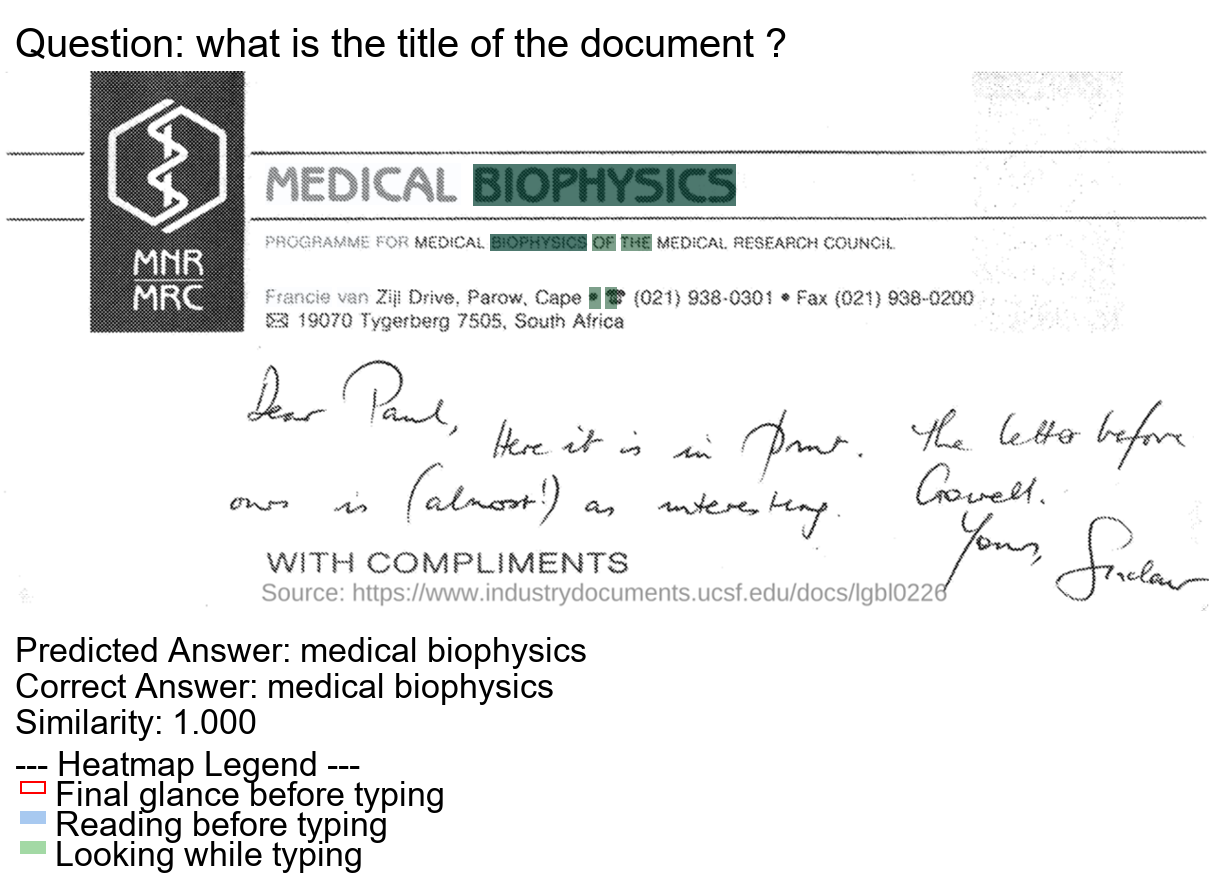 Question: what is the title of the document ?
MEDICAL BIOPHYSICS
MNR
MRC
PROGRAMME FOR MEDICAL BIOPHYSICS OF THE MEDICAL RESEARCH COUNCIL
Francie van Zijl Drive, Parow, Cape • ☎ (021) 938-0301 • Fax (021) 938-0200
✉ 19070 Tygerberg 7505, South Africa
Dear Paul,
Here it is in print. The letter before
ours is (almost!) as interesting. Crowell.
Yours, Sinclair
WITH COMPLIMENTS
Source: https://www.industrydocuments.ucsf.edu/docs/lgbl0226
Predicted Answer: medical biophysics
Correct Answer: medical biophysics
Similarity: 1.000
--- Heatmap Legend ---
Final glance before typing
Reading before typing
Looking while typing